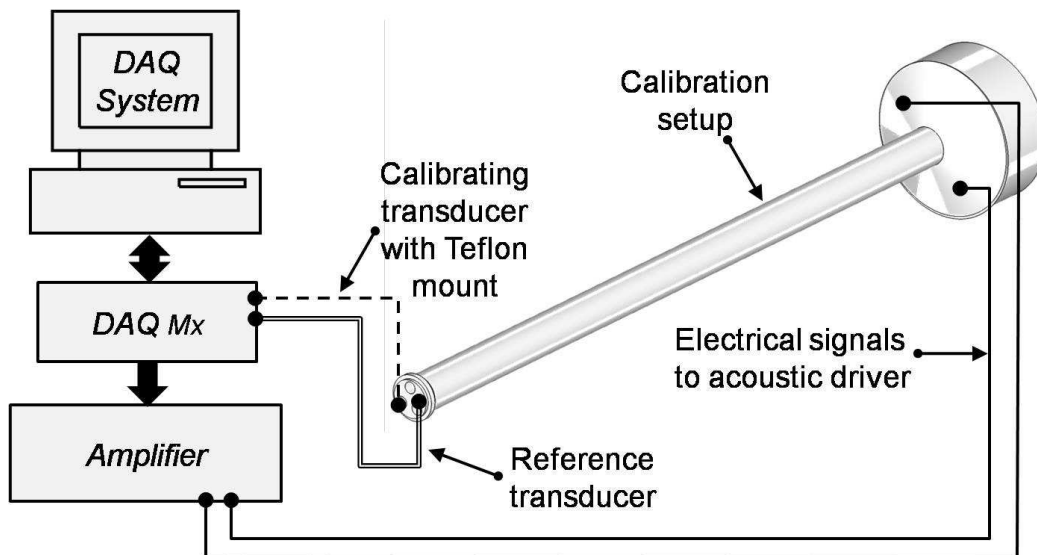 DAQ
System
Calibration
setup
Calibrating
transducer
with Teflon
mount
DAQ Mx
Electrical signals
to acoustic driver
Amplifier
Reference
transducer